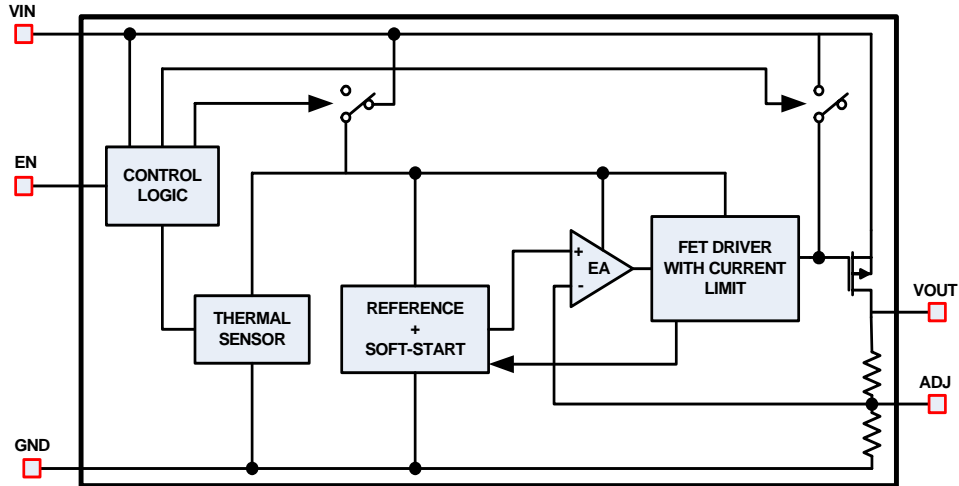 VIN
EN
CONTROL
LOGIC
THERMAL
SENSOR
REFERENCE
+
SOFT-START
+
EA
-
FET DRIVER
WITH CURRENT
LIMIT
VOUT
ADJ
GND